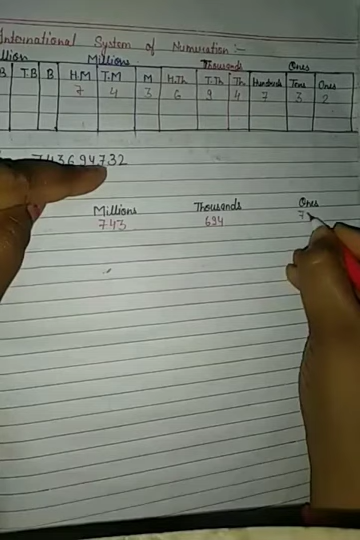 International System of Numeration :-
llion Millions Thousands Ones
B T.B B H.M T.M M H.Th T.Th Th Hundreds Tens Ones
7 4 3 6 9 4 7 3 2
743694732
Millions Thousands Ones
743 694 7